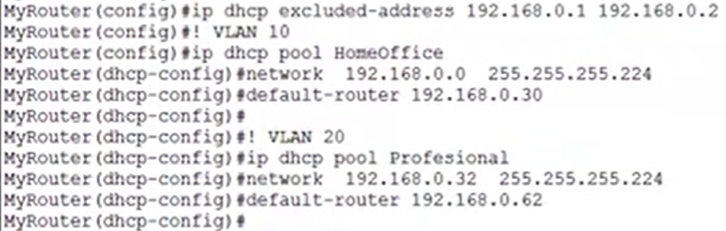 MyRouter(config)#ip dhcp excluded-address 192.168.0.1 192.168.0.2
MyRouter(config)#! VLAN 10
MyRouter(config)#ip dhcp pool HomeOffice
MyRouter(dhcp-config)#network  192.168.0.0  255.255.255.224
MyRouter(dhcp-config)#default-router 192.168.0.30
MyRouter(dhcp-config)#
MyRouter(dhcp-config)#! VLAN 20
MyRouter(dhcp-config)#ip dhcp pool Profesional
MyRouter(dhcp-config)#network  192.168.0.32  255.255.255.224
MyRouter(dhcp-config)#default-router 192.168.0.62
MyRouter(dhcp-config)#